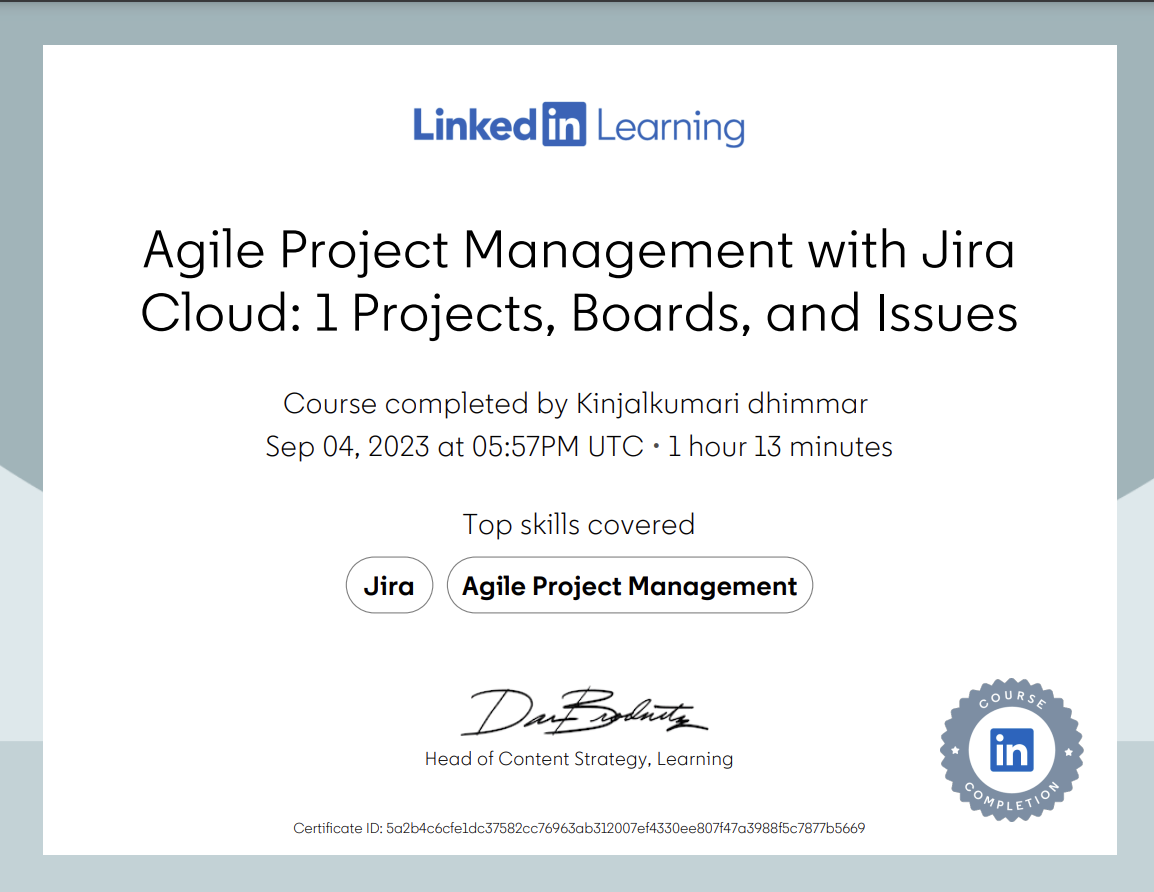 LinkedIn Learning
Agile Project Management with Jira
Cloud: 1 Projects, Boards, and Issues
Course completed by Kinjalkumari dhimmar
Sep 04, 2023 at 05:57PM UTC • 1 hour 13 minutes
Top skills covered
Jira
Agile Project Management
Dan Brodnitz
Head of Content Strategy, Learning
COURSE
in
COMPLETION
Certificate ID: 5a2b4c6cfe1dc37582cc76963ab312007ef4330ee807f47a3988f5c7877b5669